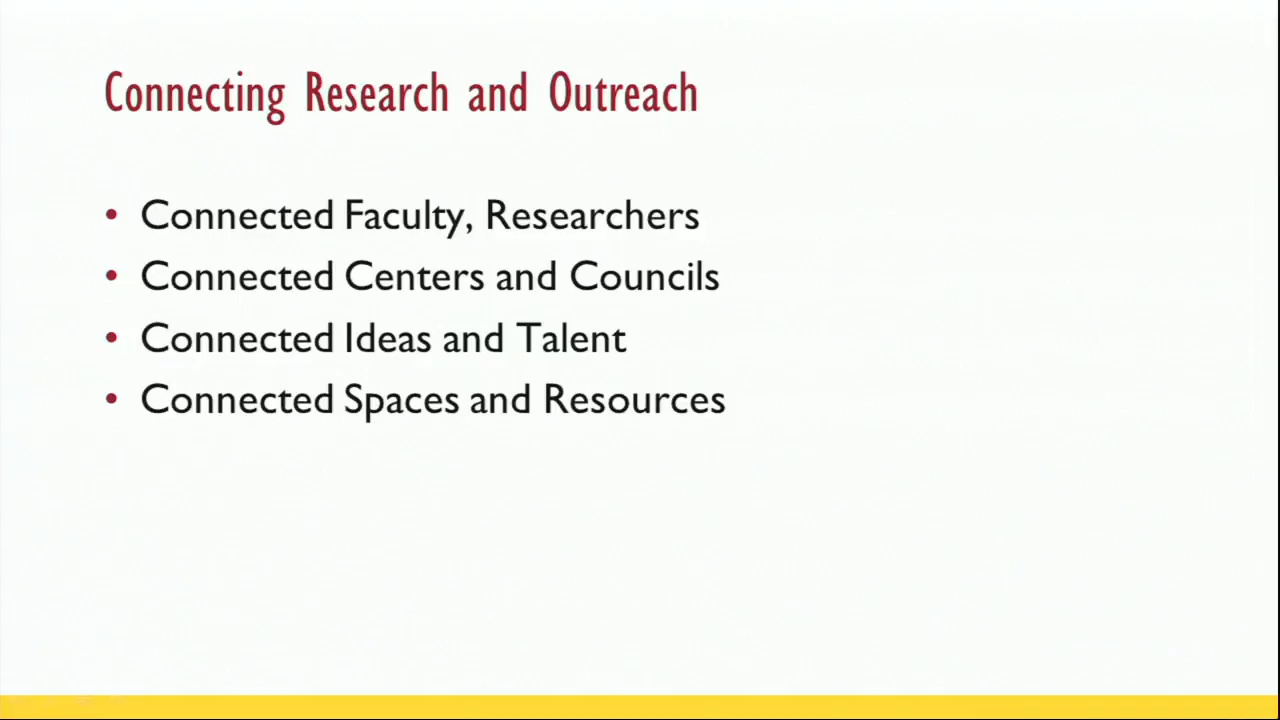 Connecting Research and Outreach
• Connected Faculty, Researchers
• Connected Centers and Councils
• Connected Ideas and Talent
• Connected Spaces and Resources